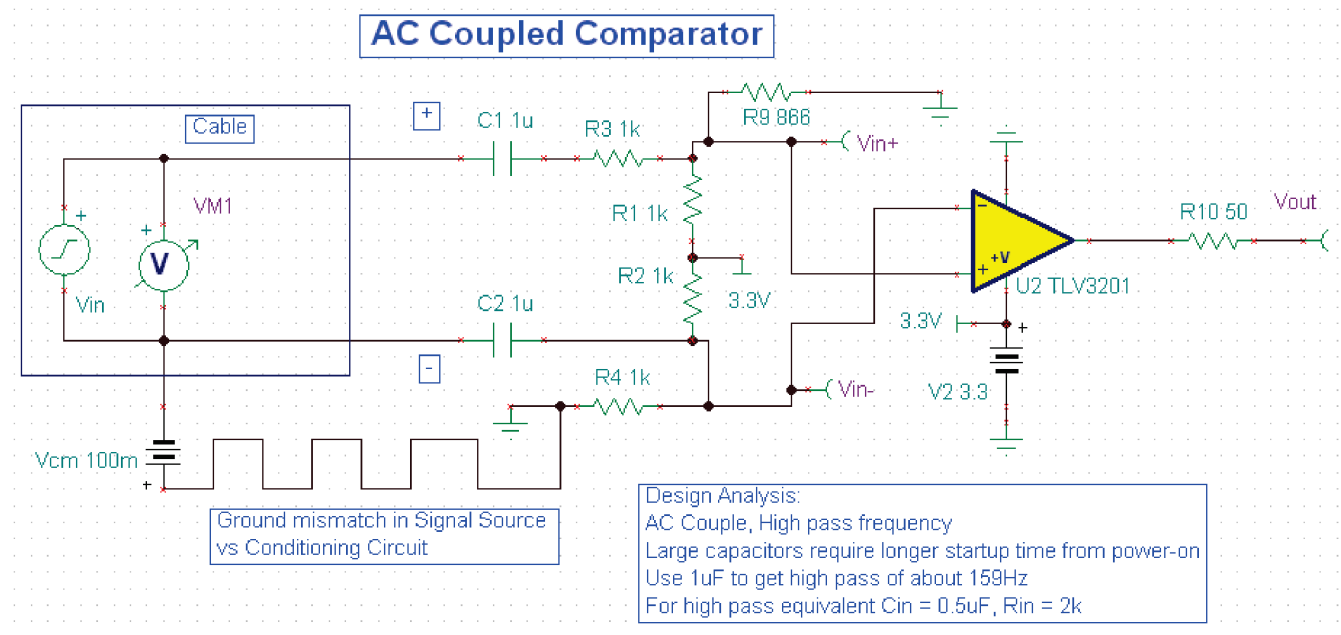 AC Coupled Comparator
Cable
+
C1 1u
R3 1k
R9 866
Vin+
VM1
+
+
V
Vin
R1 1k
R2 1k
3.3V
-
+
+V
U2 TLV3201
R10 50
Vout
C2 1u
-
R4 1k
Vin-
3.3V
+
V2 3.3
Vcm 100m
+
Ground mismatch in Signal Source
vs Conditioning Circuit
Design Analysis:
AC Couple, High pass frequency
Large capacitors require longer startup time from power-on
Use 1uF to get high pass of about 159Hz
For high pass equivalent Cin = 0.5uF, Rin = 2k